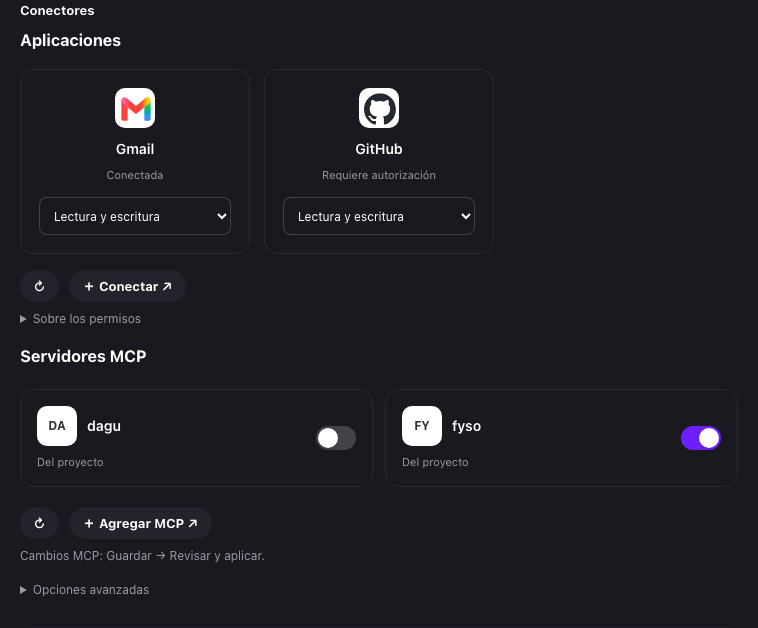 Conectores
Aplicaciones
Gmail
Conectada
Lectura y escritura
GitHub
Requiere autorización
Lectura y escritura
↻
+ Conectar ↗
▶ Sobre los permisos
Servidores MCP
DA
dagu
Del proyecto
FY
fyso
Del proyecto
↻
+ Agregar MCP ↗
Cambios MCP: Guardar → Revisar y aplicar.
▶ Opciones avanzadas